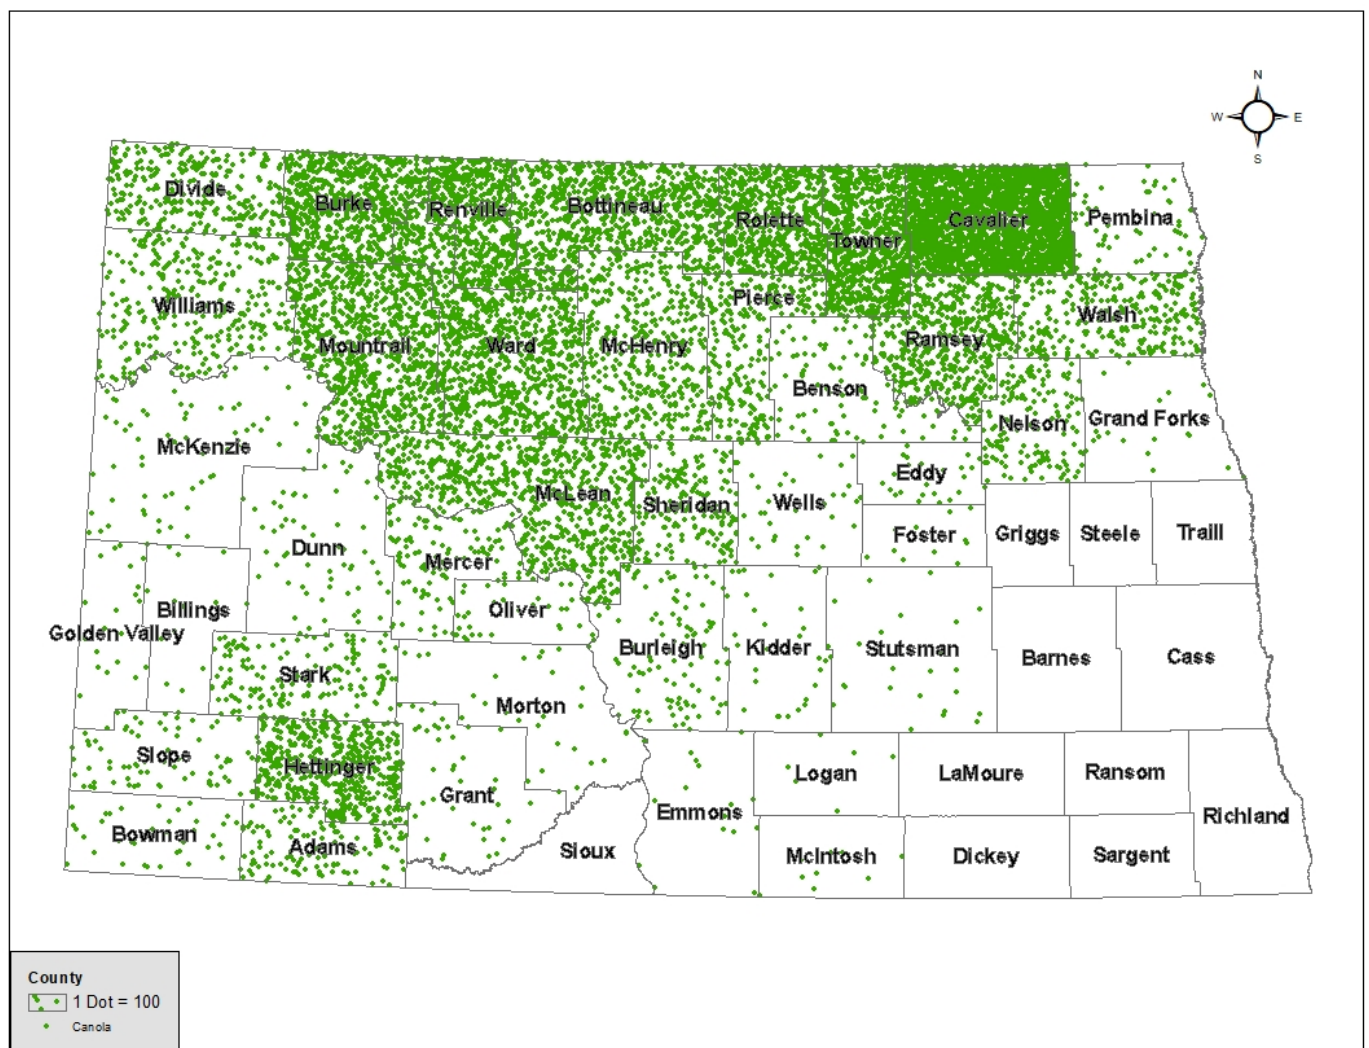 N
W E
S
Divide
Burke
Renville
Bottineau
Rolette
Towner
Cavalier
Pembina
Williams
Mountrail
Ward
McHenry
Pierce
Ramsey
Walsh
Benson
Nelson
Grand Forks
McKenzie
McLean
Sheridan
Wells
Eddy
Foster
Griggs
Steele
Traill
Dunn
Mercer
Oliver
Billings
Golden Valley
Stark
Burleigh
Kidder
Stutsman
Barnes
Cass
Morton
Slope
Hettinger
Grant
Logan
LaMoure
Ransom
Richland
Emmons
Bowman
Adams
Sioux
McIntosh
Dickey
Sargent
County
1 Dot = 100
Canola